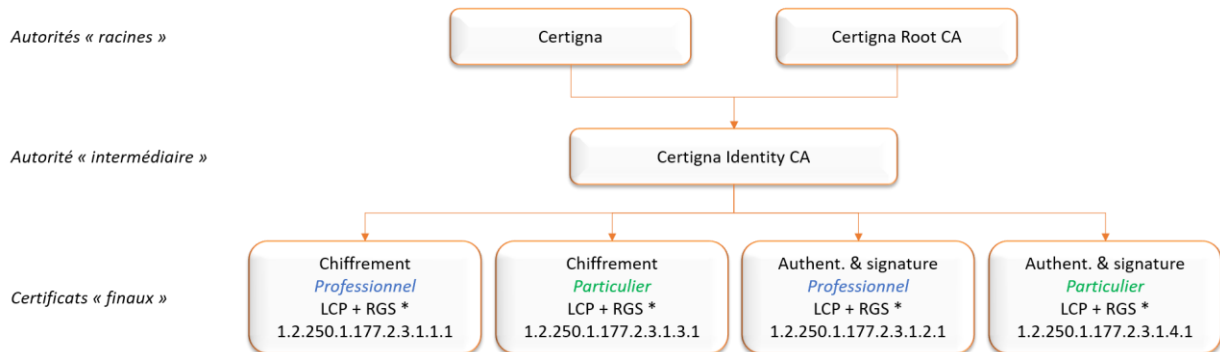 Autorités « racines »
Certigna
Certigna Root CA
Autorité « intermédiaire »
Certigna Identity CA
Certificats « finaux »
Chiffrement
Professionnel
LCP + RGS *
1.2.250.1.177.2.3.1.1.1
Chiffrement
Particulier
LCP + RGS *
1.2.250.1.177.2.3.1.3.1
Authent. & signature
Professionnel
LCP + RGS *
1.2.250.1.177.2.3.1.2.1
Authent. & signature
Particulier
LCP + RGS *
1.2.250.1.177.2.3.1.4.1